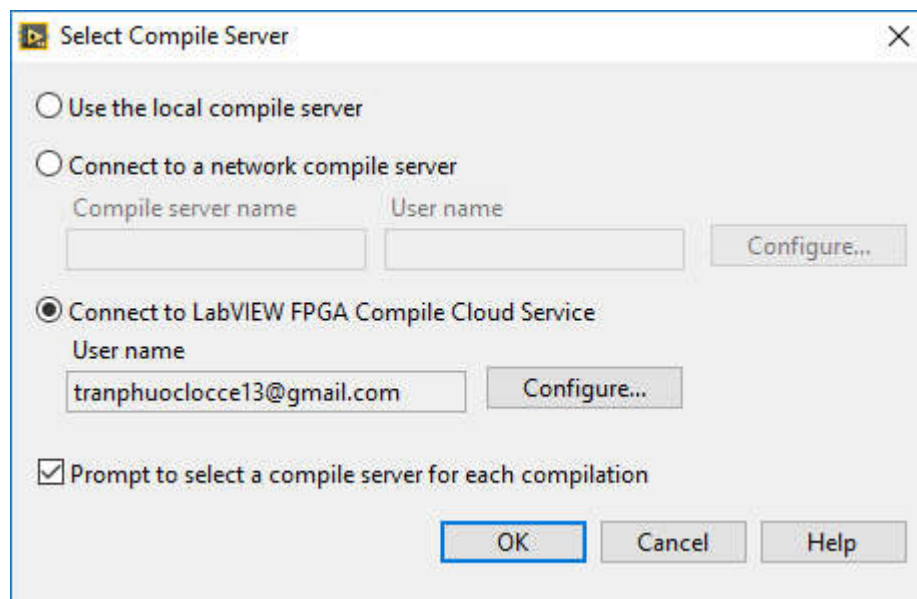 Select Compile Server
Use the local compile server
Connect to a network compile server
Compile server name User name
Configure...
Connect to LabVIEW FPGA Compile Cloud Service
User name
tranphuoclocce13@gmail.com Configure...
Prompt to select a compile server for each compilation
OK Cancel Help